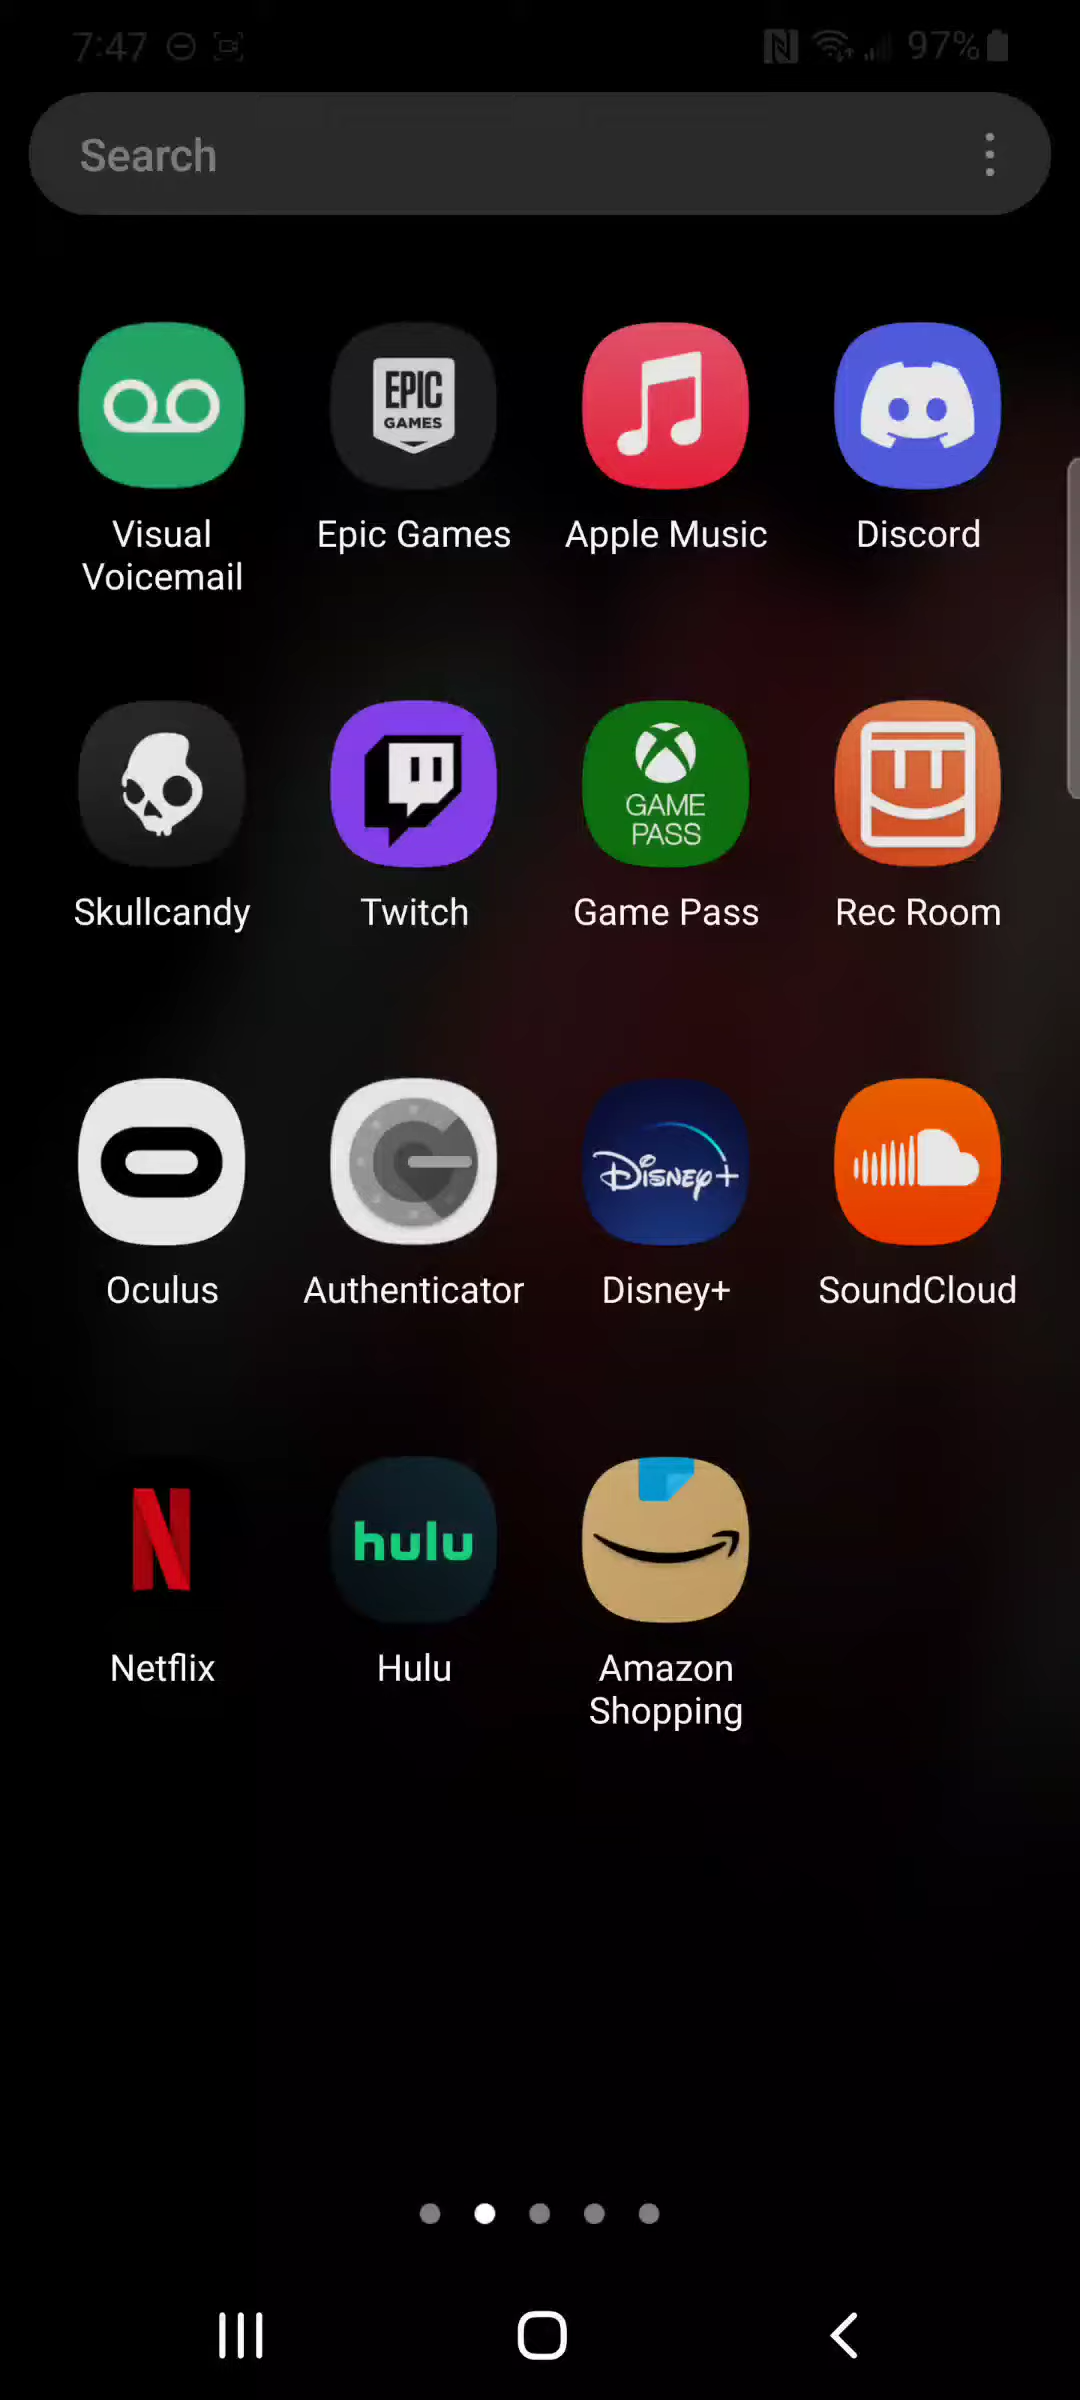 7:47
97%
Search
EPIC
GAMES
Visual
Voicemail
Epic Games
Apple Music
Discord
GAME
PASS
Skullcandy
Twitch
Game Pass
Rec Room
Disney+
Oculus
Authenticator
Disney+
SoundCloud
N
hulu
Netflix
Hulu
Amazon
Shopping